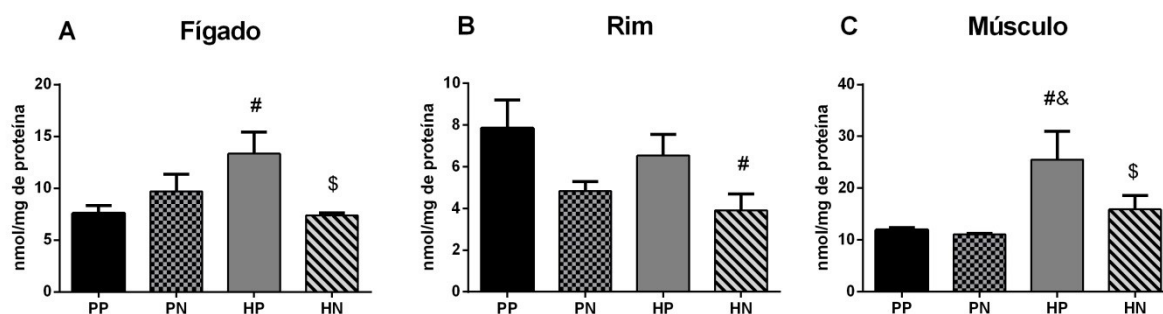 A Fígado
nmol/mg de proteína
20
15
10
5
0
#
$
PP PN HP HN
B Rim
nmol/mg de proteína
10
8
6
4
2
0
#
PP PN HP HN
C Músculo
nmol/mg de proteína
40
30
20
10
0
#&
$
PP PN HP HN